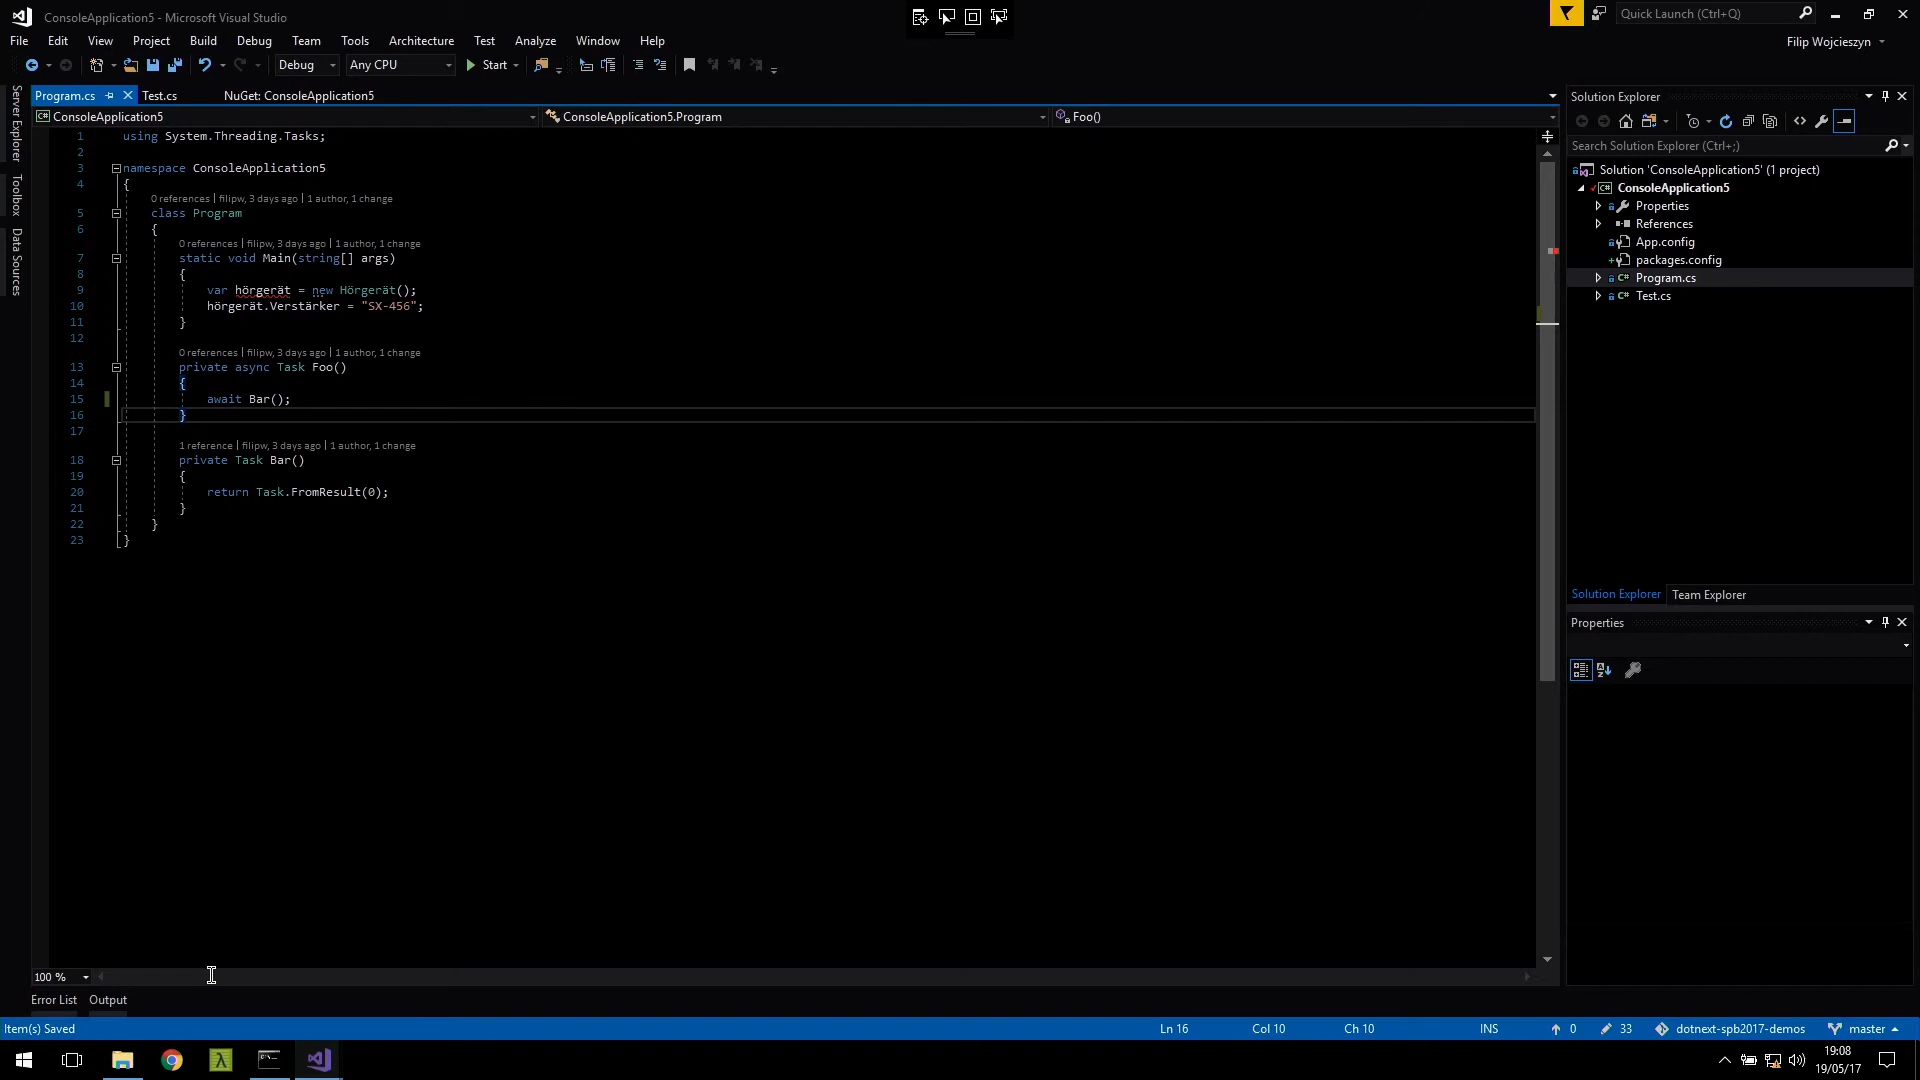 ConsoleApplication5 - Microsoft Visual Studio
Quick Launch (Ctrl+Q)
File Edit View Project Build Debug Team Tools Architecture Test Analyze Window Help
Filip Wojcieszyn
Debug Any CPU Start
Server Explorer
Toolbox
Data Sources
Program.cs Test.cs NuGet: ConsoleApplication5
ConsoleApplication5 ConsoleApplication5.Program Foo()
1 using System.Threading.Tasks;
2
3 namespace ConsoleApplication5
4 {
0 references | filipw, 3 days ago | 1 author, 1 change
5 class Program
6 {
0 references | filipw, 3 days ago | 1 author, 1 change
7 static void Main(string[] args)
8 {
9 var hörgerät = new Hörgerät();
10 hörgerät.Verstärker = "SX-456";
11 }
12
0 references | filipw, 3 days ago | 1 author, 1 change
13 private async Task Foo()
14 {
15 await Bar();
16 }
17
1 reference | filipw, 3 days ago | 1 author, 1 change
18 private Task Bar()
19 {
20 return Task.FromResult(0);
21 }
22 }
23 }
100 %
Error List Output
Solution Explorer
Search Solution Explorer (Ctrl+;)
Solution 'ConsoleApplication5' (1 project)
ConsoleApplication5
Properties
References
App.config
packages.config
Program.cs
Test.cs
Solution Explorer Team Explorer
Properties
Item(s) Saved Ln 16 Col 10 Ch 10 INS 0 33 dotnext-spb2017-demos master
19:08
19/05/17